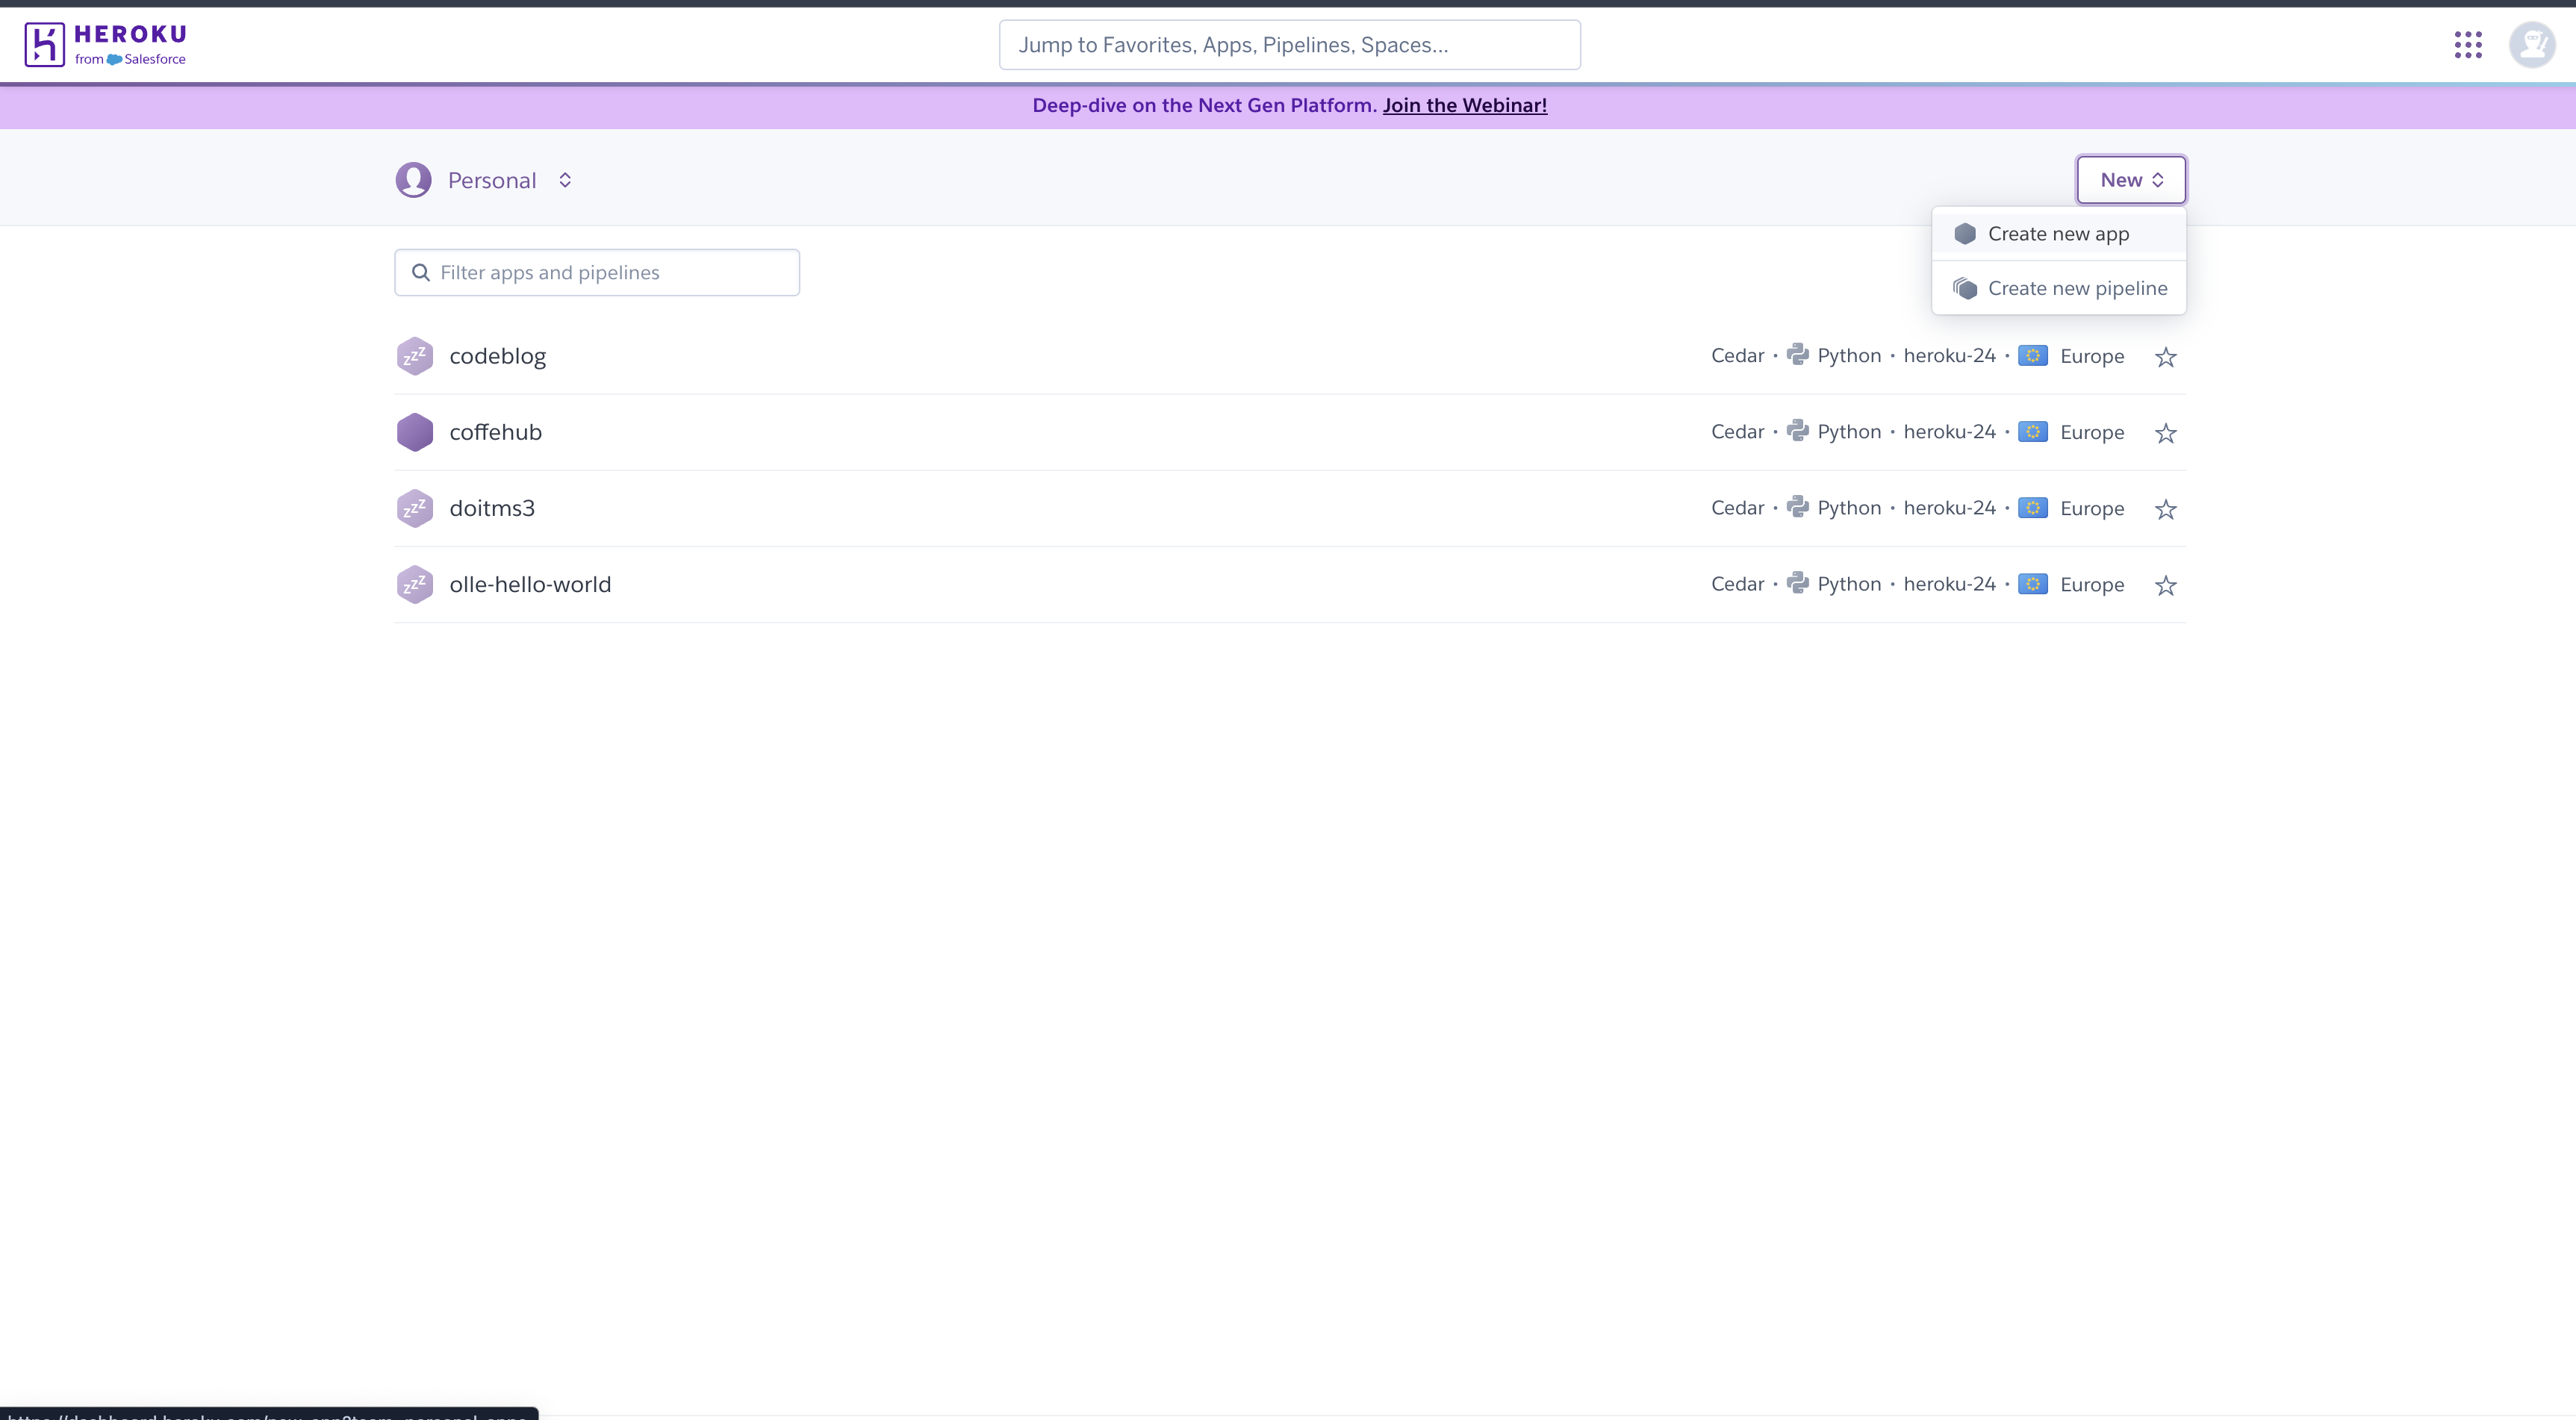 HEROKU
from Salesforce
Jump to Favorites, Apps, Pipelines, Spaces...
Deep-dive on the Next Gen Platform. Join the Webinar!
Personal
New
Create new app
Create new pipeline
Filter apps and pipelines
codeblog Cedar · Python · heroku-24 · Europe
coffehub Cedar · Python · heroku-24 · Europe
doitms3 Cedar · Python · heroku-24 · Europe
olle-hello-world Cedar · Python · heroku-24 · Europe